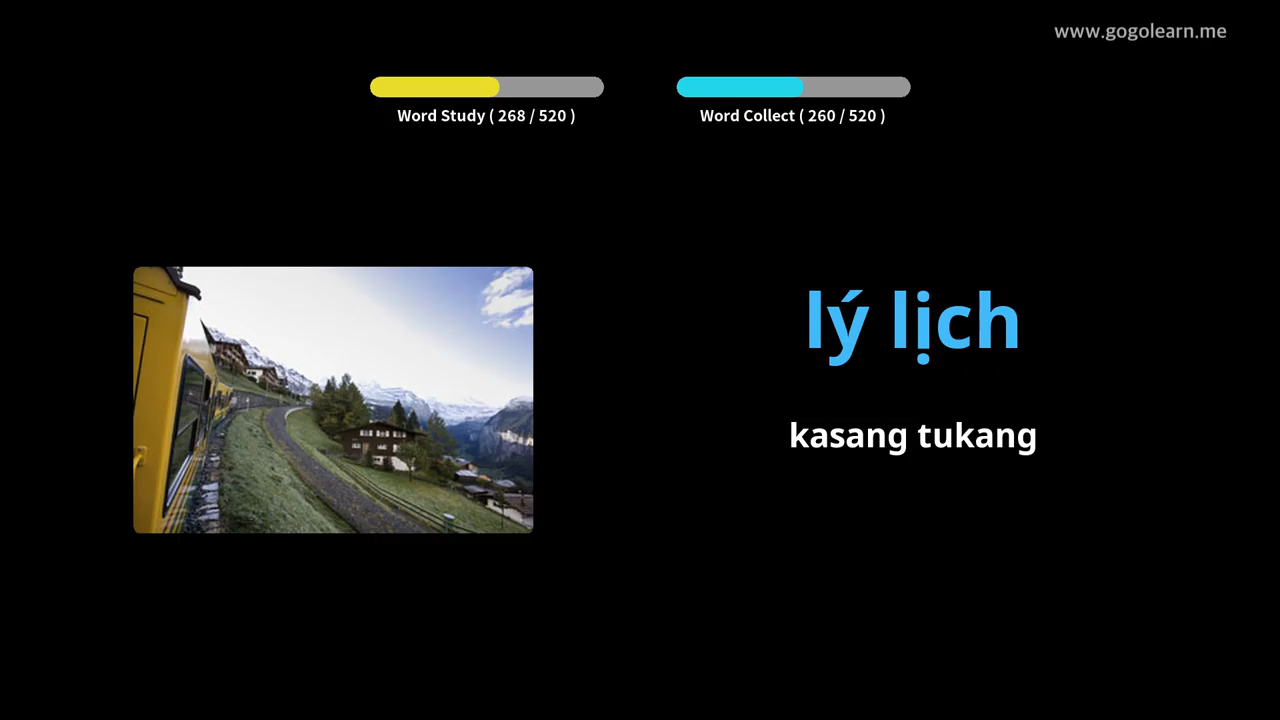 www.gogolearn.me
Word Study ( 268 / 520 )
Word Collect ( 260 / 520 )
lý lịch
kasang tukang